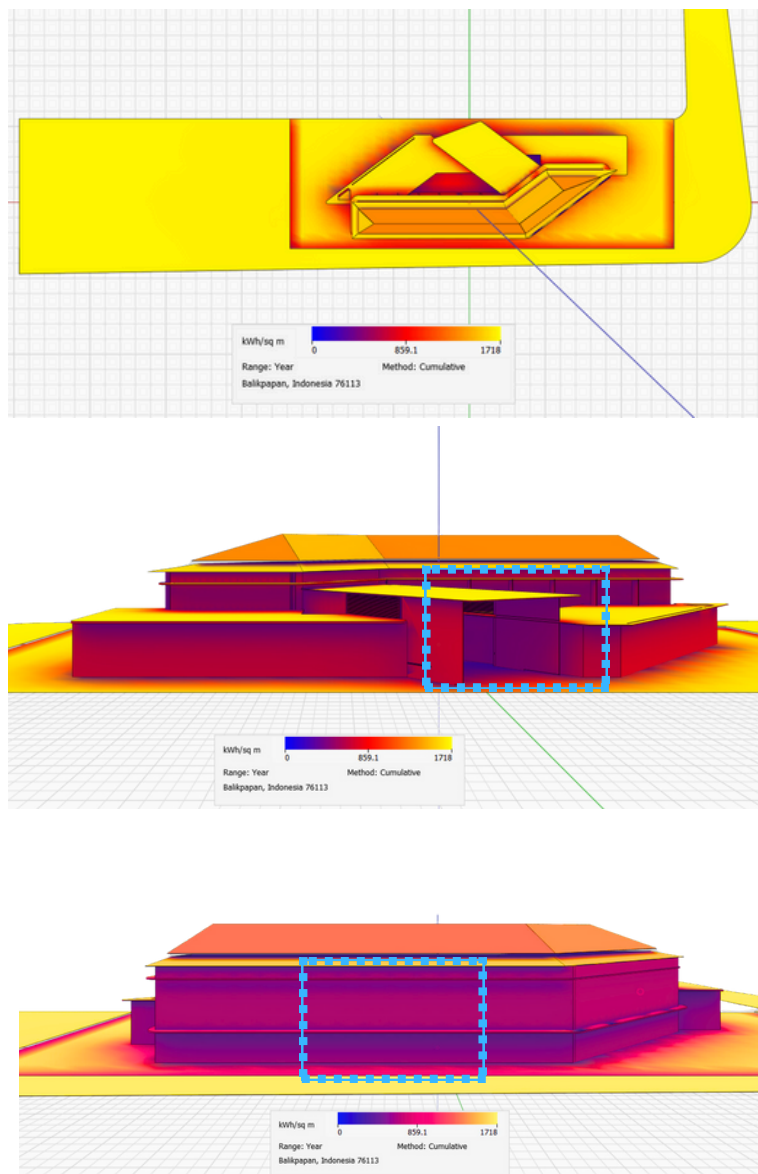 kWh/sq m
0 859.1 1718
Range: Year Method: Cumulative
Balikpapan, Indonesia 76113
kWh/sq m
0 859.1 1718
Range: Year Method: Cumulative
Balikpapan, Indonesia 76113
kWh/sq m
0 859.1 1718
Range: Year Method: Cumulative
Balikpapan, Indonesia 76113